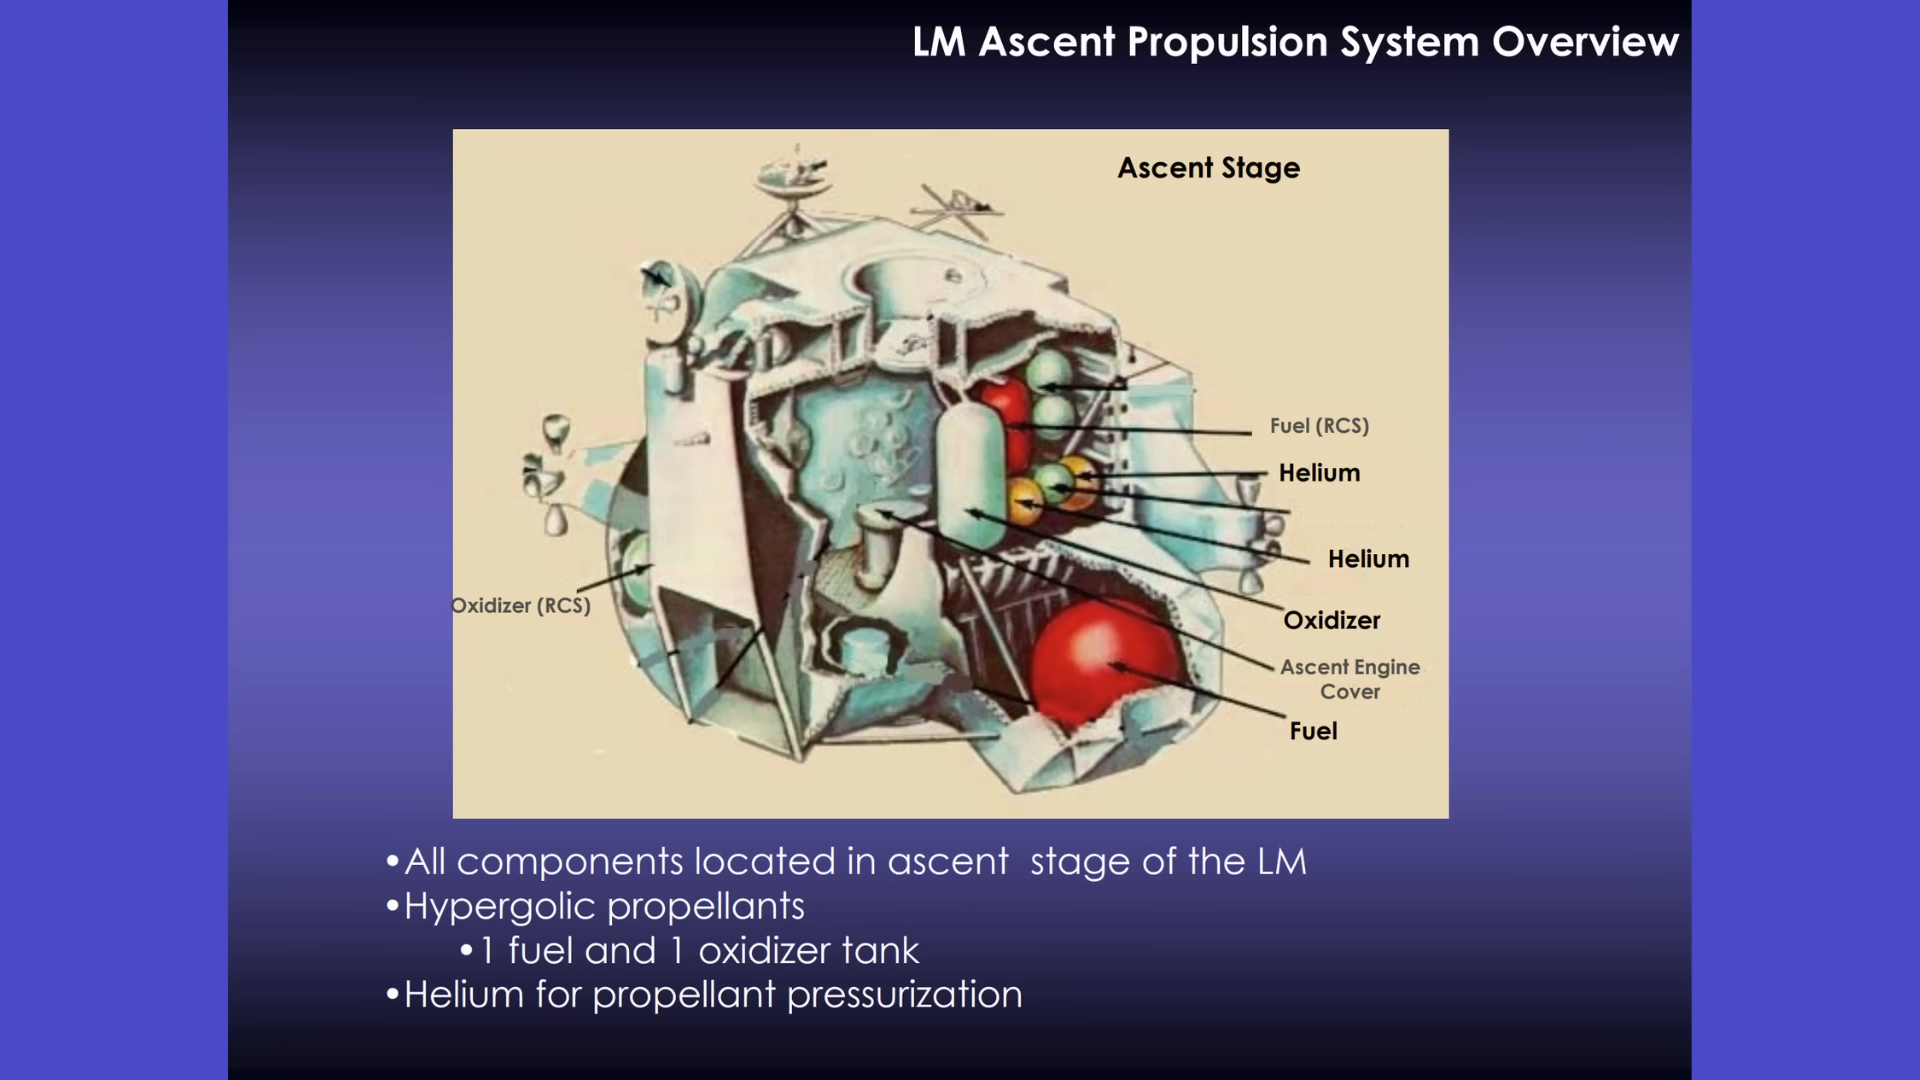 LM Ascent Propulsion System Overview
Ascent Stage
Fuel (RCS)
Helium
Helium
Oxidizer (RCS)
Oxidizer
Ascent Engine
Cover
Fuel
•All components located in ascent  stage of the LM
•Hypergolic propellants
•1 fuel and 1 oxidizer tank
•Helium for propellant pressurization